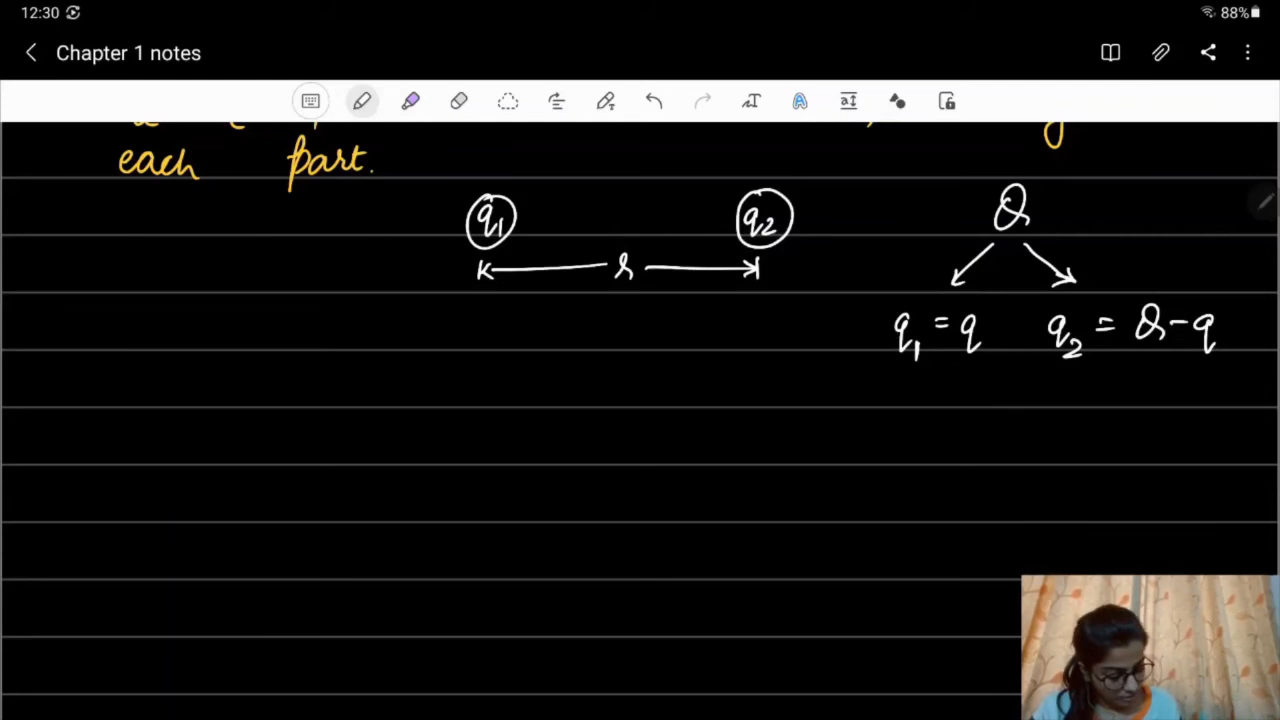 12:30
88%
Chapter 1 notes
each part.
q1 q2 Q
r
q1 = q q2 = Q - q